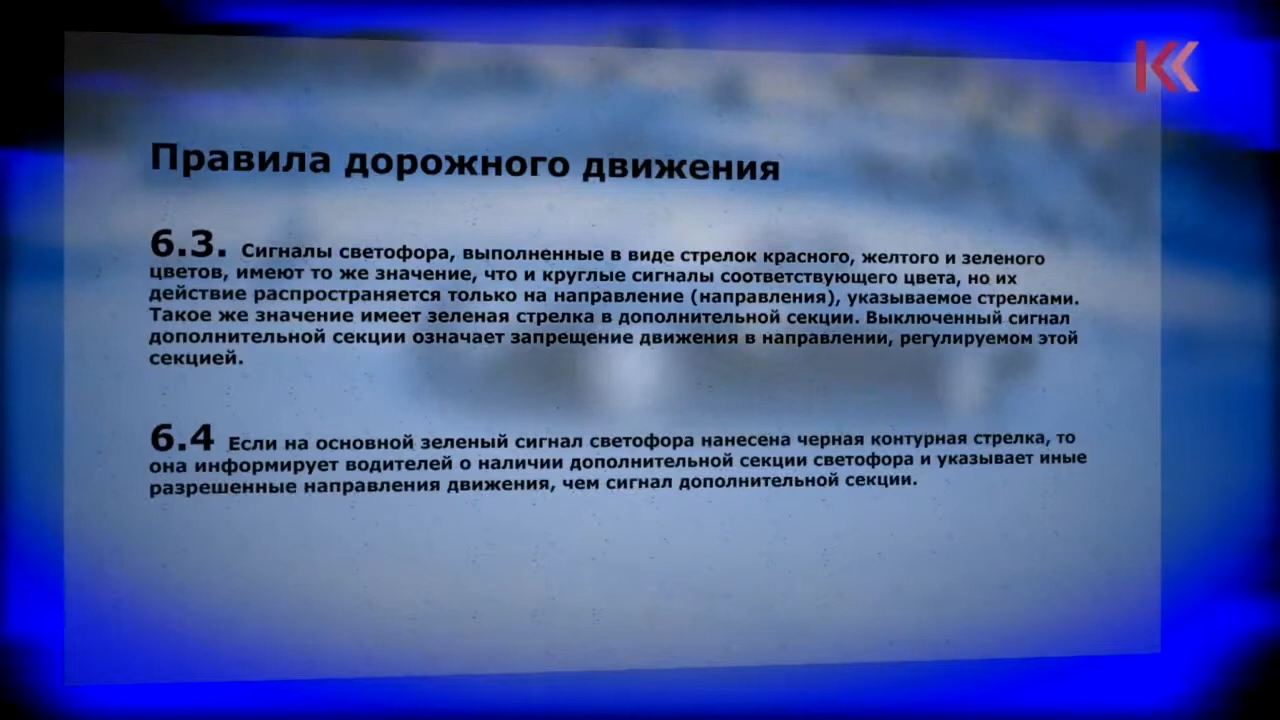 Правила дорожного движения
6.3. Сигналы светофора, выполненные в виде стрелок красного, желтого и зеленого
цветов, имеют то же значение, что и круглые сигналы соответствующего цвета, но их
действие распространяется только на направление (направления), указываемое стрелками.
Такое же значение имеет зеленая стрелка в дополнительной секции. Выключенный сигнал
дополнительной секции означает запрещение движения в направлении, регулируемом этой
секцией.
6.4 Если на основной зеленый сигнал светофора нанесена черная контурная стрелка, то
она информирует водителей о наличии дополнительной секции светофора и указывает иные
разрешенные направления движения, чем сигнал дополнительной секции.